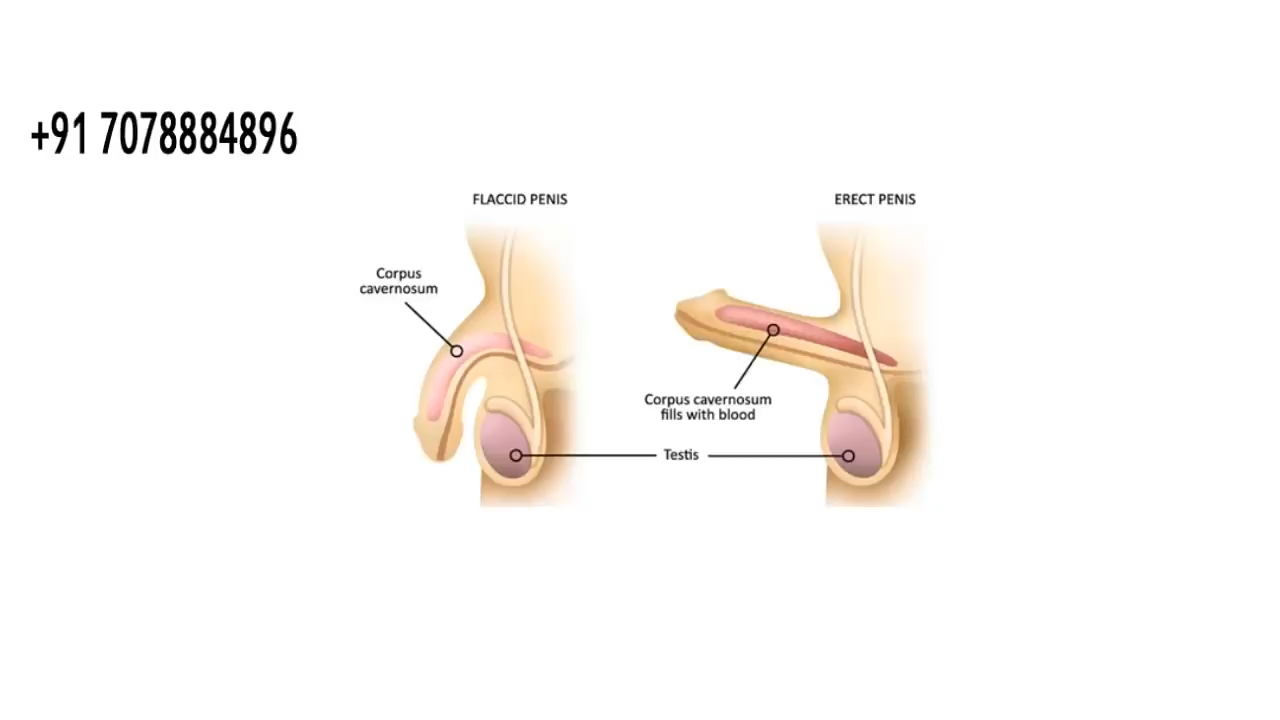 +91 7078884896
FLACCID PENIS
ERECT PENIS
Corpus
cavernosum
Corpus cavernosum
fills with blood
Testis